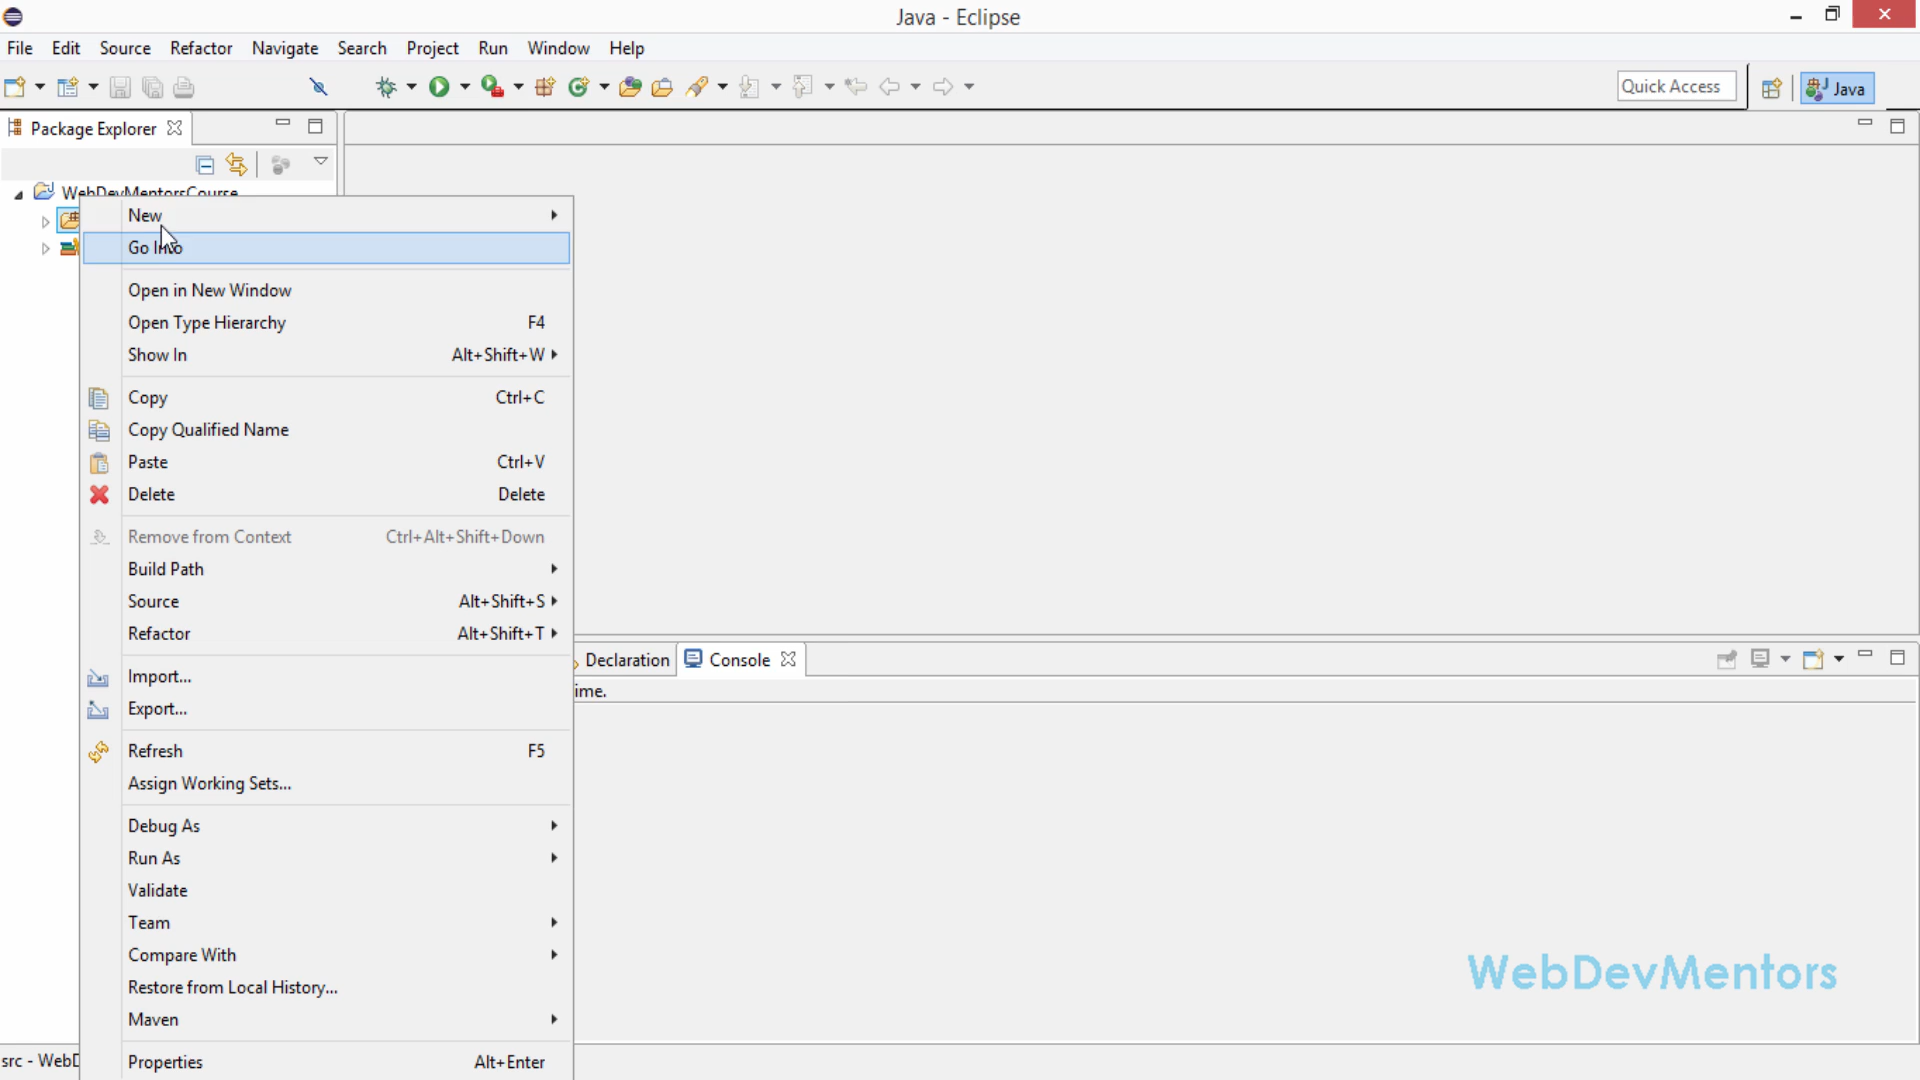 Java - Eclipse
File Edit Source Refactor Navigate Search Project Run Window Help
Quick Access
Java
Package Explorer
WebDevMentorsCourse
New
Go Into
Open in New Window
Open Type Hierarchy F4
Show In Alt+Shift+W
Copy Ctrl+C
Copy Qualified Name
Paste Ctrl+V
Delete Delete
Remove from Context Ctrl+Alt+Shift+Down
Build Path
Source Alt+Shift+S
Refactor Alt+Shift+T
Import...
Export...
Refresh F5
Assign Working Sets...
Debug As
Run As
Validate
Team
Compare With
Restore from Local History...
Maven
Properties Alt+Enter
Declaration Console
ime.
WebDevMentors
src - WebD